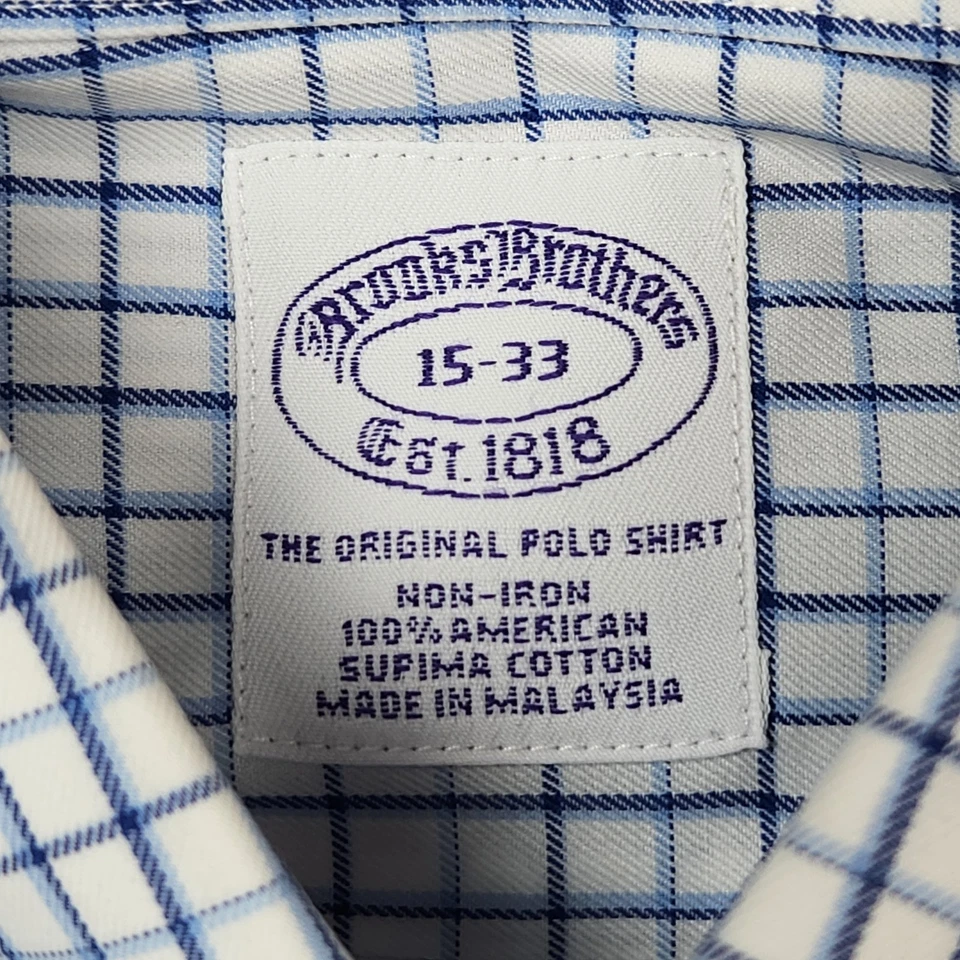 Brooks Brothers
15-33
Est. 1818
THE ORIGINAL POLO SHIRT
NON-IRON
100% AMERICAN
SUPIMA COTTON
MADE IN MALAYSIA